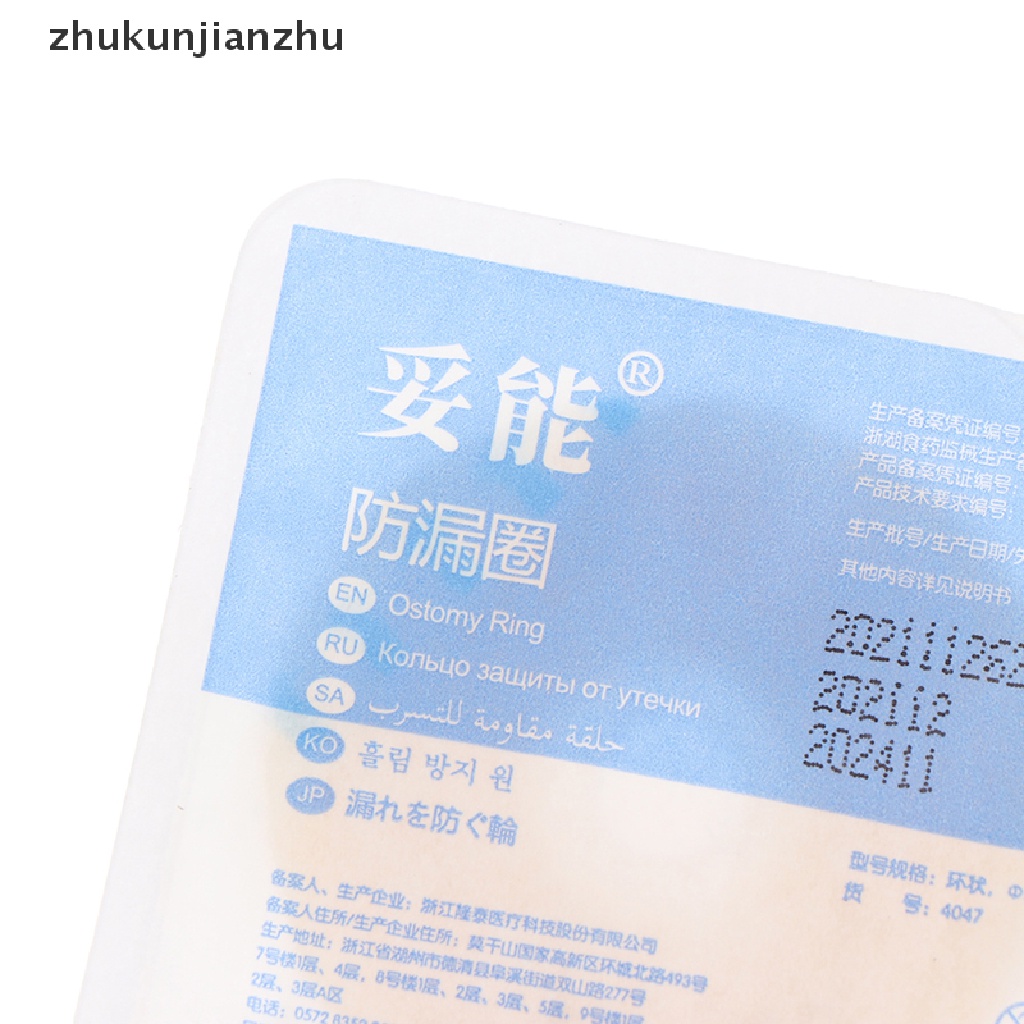 zhukunjianzhu
妥能®
防漏圈
EN Ostomy Ring
RU Кольцо защиты от утечки
SA حلقة مقاومة للتسرب
KO 흘림 방지 원
JP 漏れを防ぐ輪
生产备案凭证编号
浙湖食药监械生产备
产品备案凭证编号：
产品技术要求编号：
生产批号/生产日期/失
其他内容详见说明书
202111262
202112
202411
型号规格：环状，Φ
货 号：4047
备案人、生产企业：浙江隆泰医疗科技股份有限公司
备案人住所/生产企业住所：莫干山国家高新区环城北路493号
生产地址：浙江省湖州市德清县阜溪街道双山路277号
7号楼1层、4层，8号楼1层、2层、3层、5层，9号楼1层
2层、3层A区
电话：0572 8352